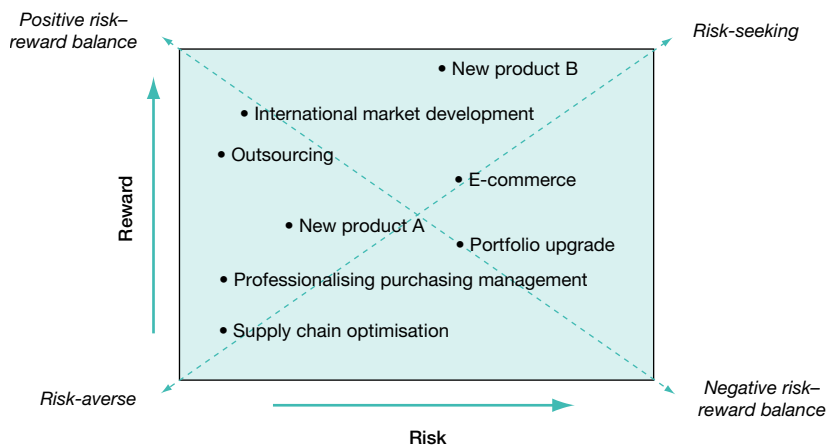 Positive risk–
reward balance
Risk-seeking
• New product B
• International market development
• Outsourcing
• E-commerce
• New product A
• Portfolio upgrade
• Professionalising purchasing management
• Supply chain optimisation
Reward
Risk-averse
Negative risk–
reward balance
Risk